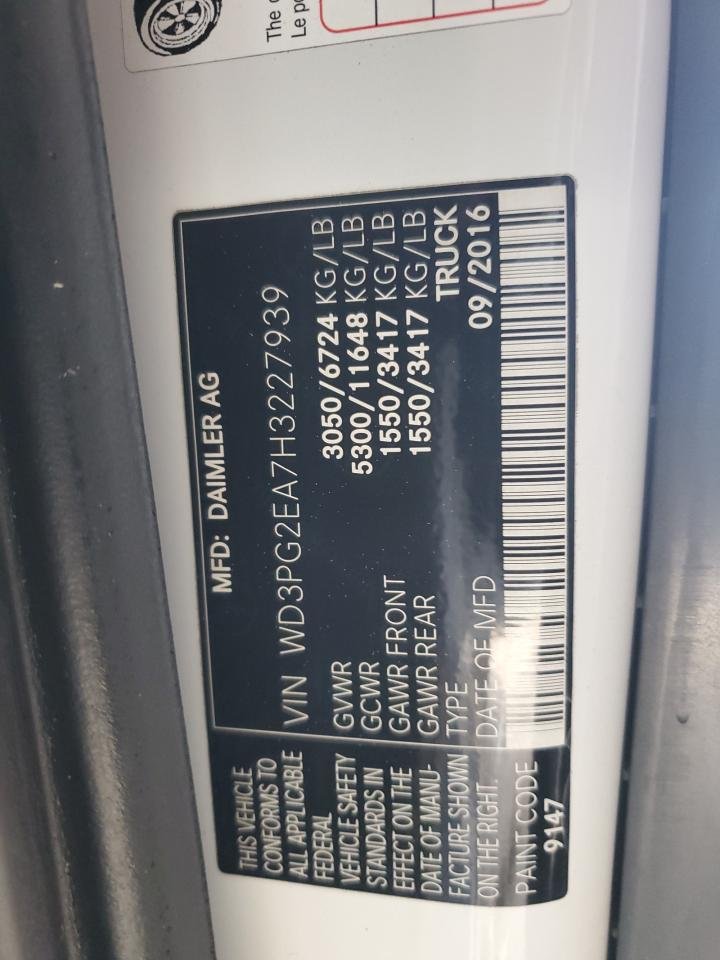 The
Le
MFD: DAIMLER AG
VIN WD3PG2EA7H3227939
GVWR 3050/6724 KG/LB
GCWR 5300/11648 KG/LB
GAWR FRONT 1550/3417 KG/LB
GAWR REAR 1550/3417 KG/LB
TYPE TRUCK
DATE OF MFD 09/2016
THIS VEHICLE
CONFORMS TO
ALL APPLICABLE
FEDERAL
VEHICLE SAFETY
STANDARDS IN
EFFECT ON THE
DATE OF MANU-
FACTURE SHOWN
ON THE RIGHT.
PAINT CODE
9147